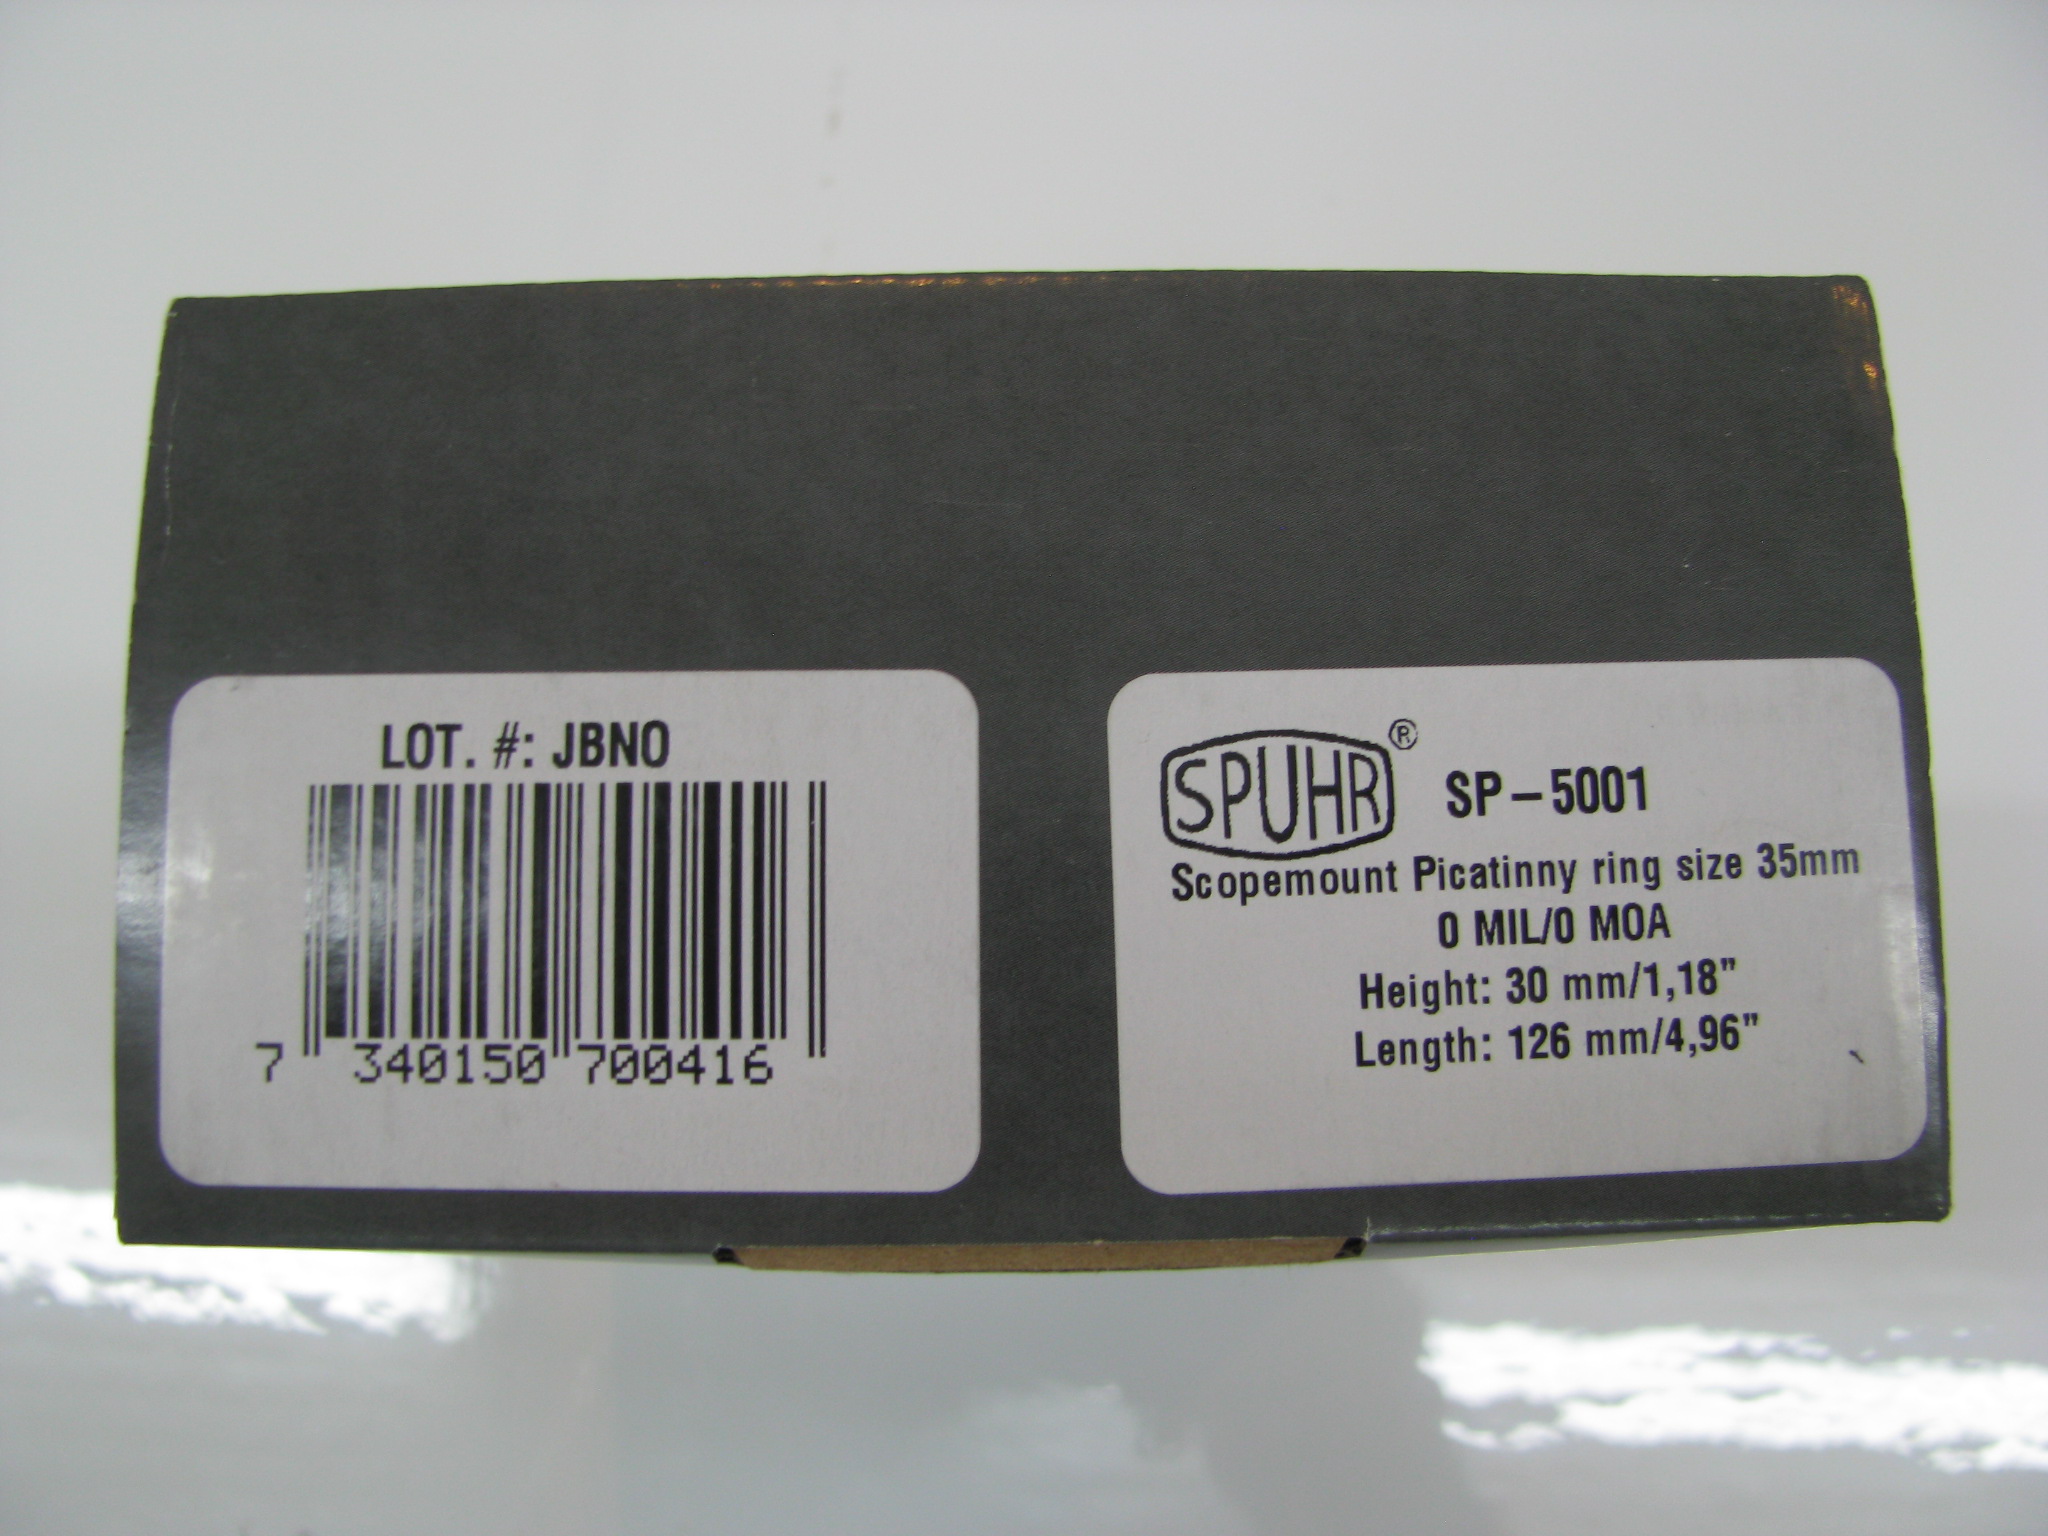 LOT. #: JBNO
7 340150 700416
SPUHR® SP-5001
Scopemount Picatinny ring size 35mm
0 MIL/0 MOA
Height: 30 mm/1,18"
Length: 126 mm/4,96"